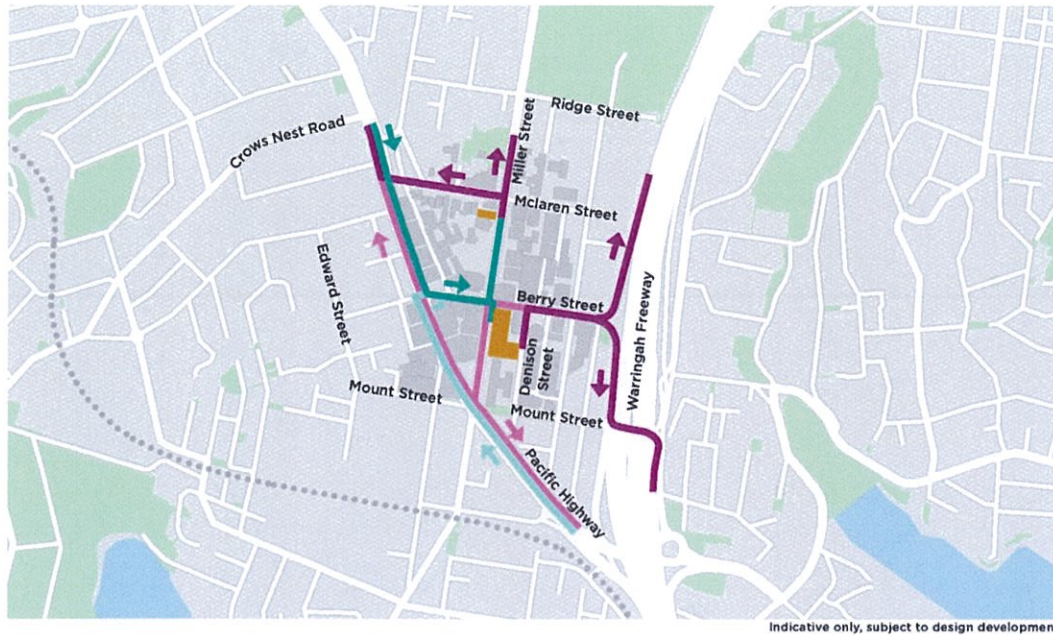 Ridge Street
Crows Nest Road
Miller Street
Mclaren Street
Edward Street
Berry Street
Warringah Freeway
Denison
Street
Mount Street
Mount Street
Pacific Highway
Indicative only, subject to design developmen